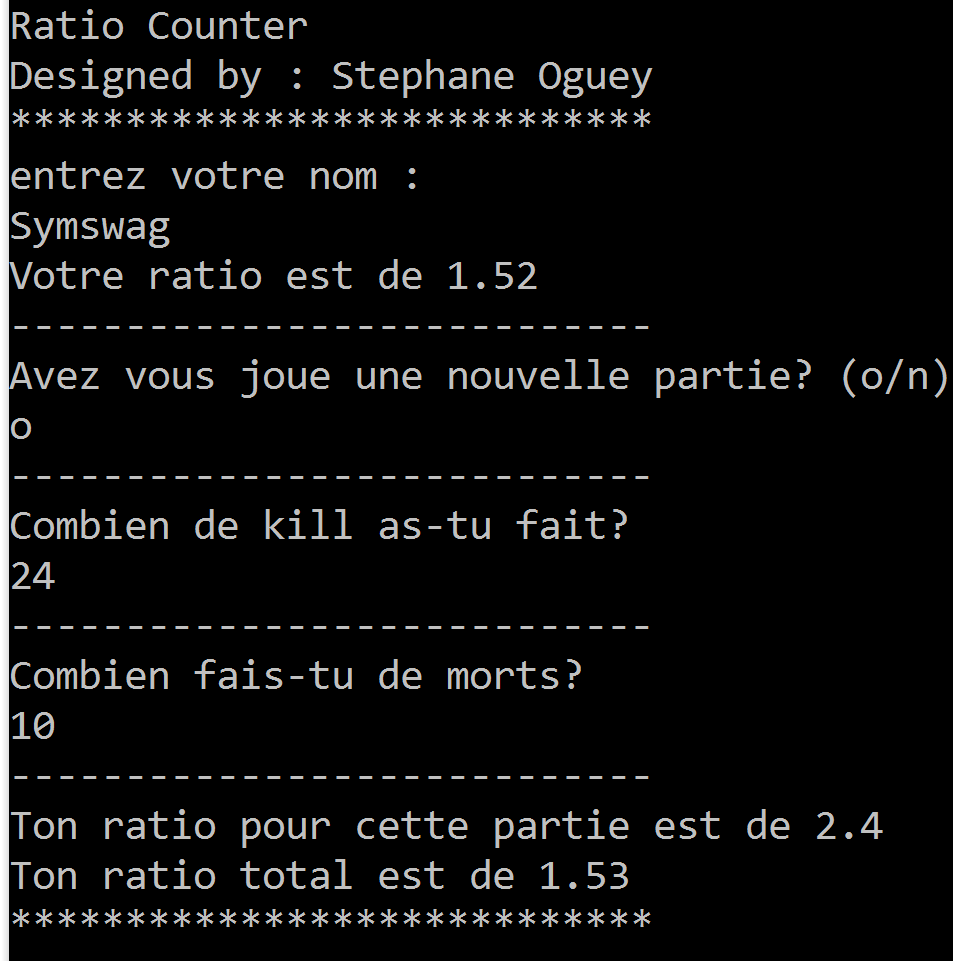 Ratio Counter
Designed by : Stephane Oguey
****************************
entrez votre nom :
Symswag
Votre ratio est de 1.52
----------------------------
Avez vous joue une nouvelle partie? (o/n)
o
----------------------------
Combien de kill as-tu fait?
24
----------------------------
Combien fais-tu de morts?
10
----------------------------
Ton ratio pour cette partie est de 2.4
Ton ratio total est de 1.53
****************************